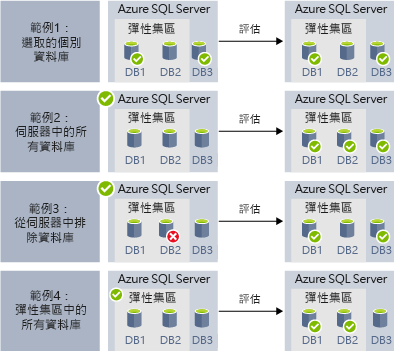 範例1：
選取的個別
資料庫
Azure SQL Server
彈性集區
DB1 DB2 DB3
評估
Azure SQL Server
彈性集區
DB1 DB2 DB3
範例2：
伺服器中的所
有資料庫
Azure SQL Server
彈性集區
DB1 DB2 DB3
評估
Azure SQL Server
彈性集區
DB1 DB2 DB3
範例3：
從伺服器中排
除資料庫
Azure SQL Server
彈性集區
DB1 DB2 DB3
評估
Azure SQL Server
彈性集區
DB1 DB2 DB3
範例4：
彈性集區中的
所有資料庫
Azure SQL Server
彈性集區
DB1 DB2 DB3
評估
Azure SQL Server
彈性集區
DB1 DB2 DB3